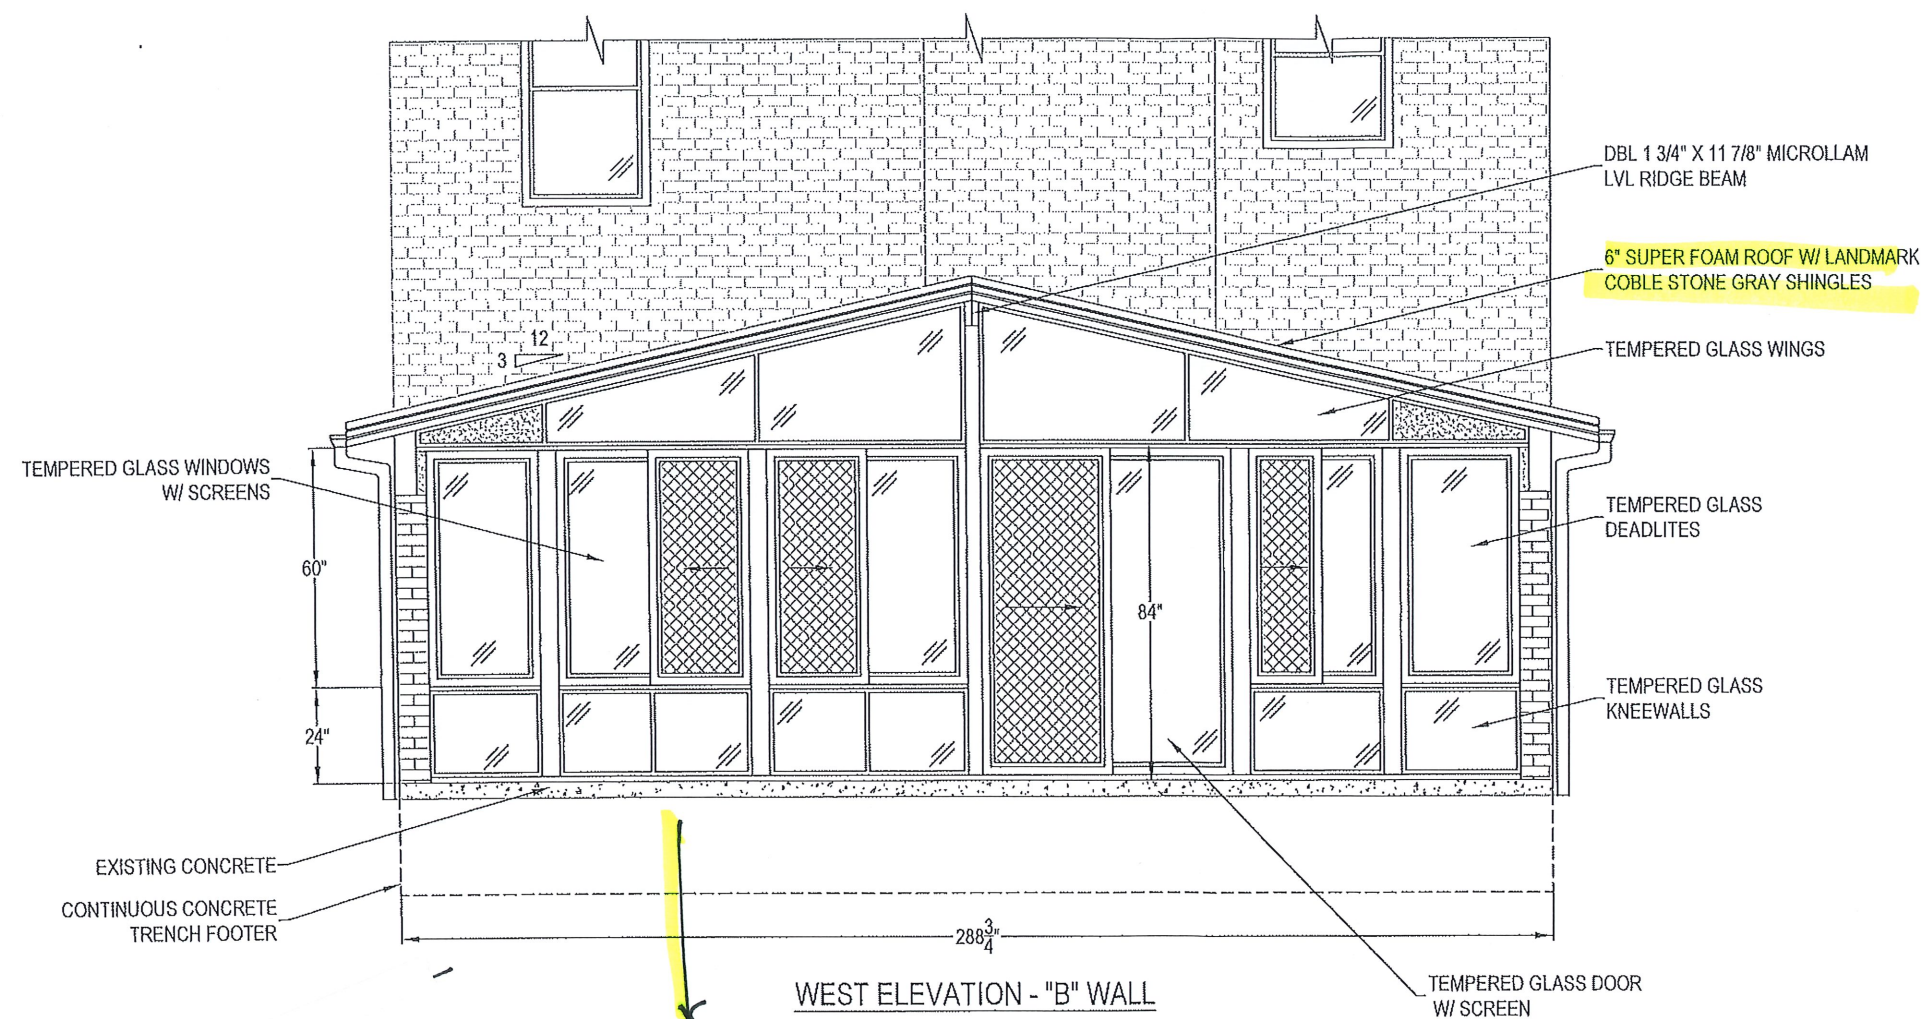 DBL 1 3/4" X 11 7/8" MICROLLAM
LVL RIDGE BEAM
6" SUPER FOAM ROOF W/ LANDMARK
COBLE STONE GRAY SHINGLES
12
3
TEMPERED GLASS WINGS
TEMPERED GLASS WINDOWS
W/ SCREENS
TEMPERED GLASS
DEADLITES
60"
84"
TEMPERED GLASS
KNEEWALLS
24"
EXISTING CONCRETE
CONTINUOUS CONCRETE
TRENCH FOOTER
288 3/4"
TEMPERED GLASS DOOR
W/ SCREEN
WEST ELEVATION - "B" WALL